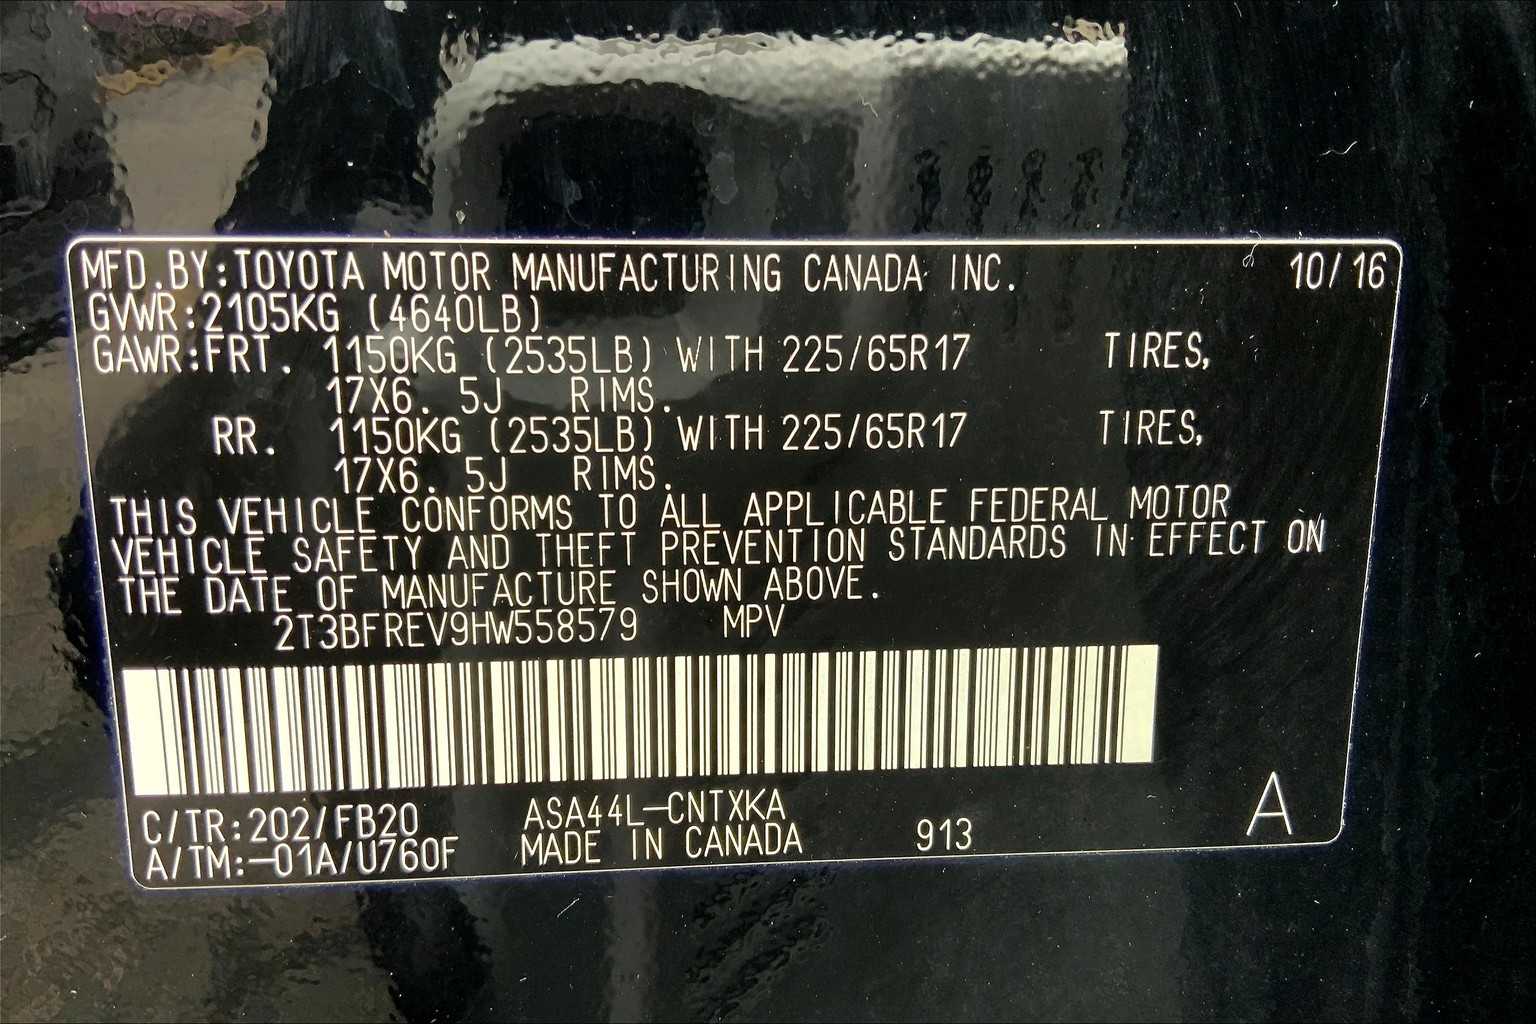 MFD.BY:TOYOTA MOTOR MANUFACTURING CANADA INC. 10/16
GVWR:2105KG (4640LB)
GAWR:FRT. 1150KG (2535LB) WITH 225/65R17 TIRES,
17X6.5J RIMS.
RR. 1150KG (2535LB) WITH 225/65R17 TIRES,
17X6.5J RIMS.
THIS VEHICLE CONFORMS TO ALL APPLICABLE FEDERAL MOTOR
VEHICLE SAFETY AND THEFT PREVENTION STANDARDS IN EFFECT ON
THE DATE OF MANUFACTURE SHOWN ABOVE.
2T3BFREV9HW558579 MPV
C/TR:202/FB20 ASA44L-CNTXKA
A/TM:-01A/U760F MADE IN CANADA 913 A